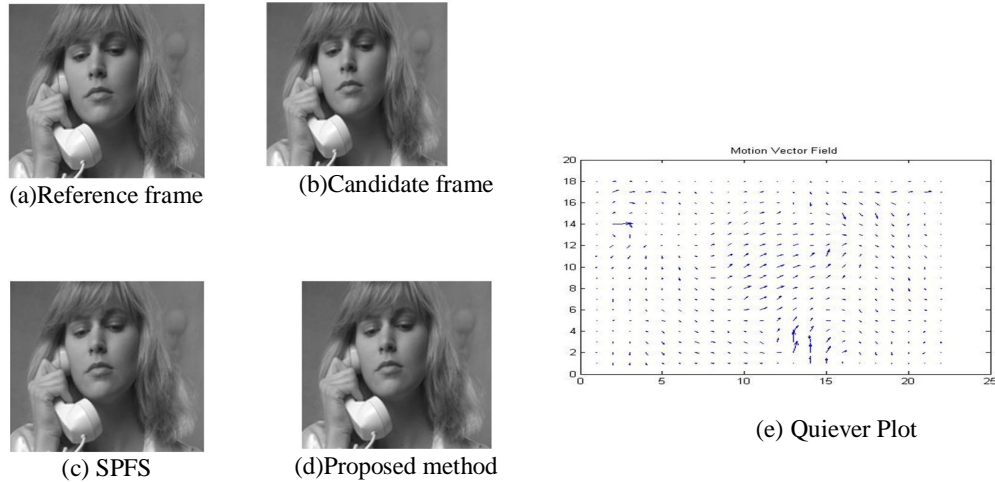 (a)Reference frame
(b)Candidate frame
(c) SPFS
(d)Proposed method
Motion Vector Field
20
18
16
14
12
10
8
6
4
2
0
0 5 10 15 20 25
(e) Quiever Plot